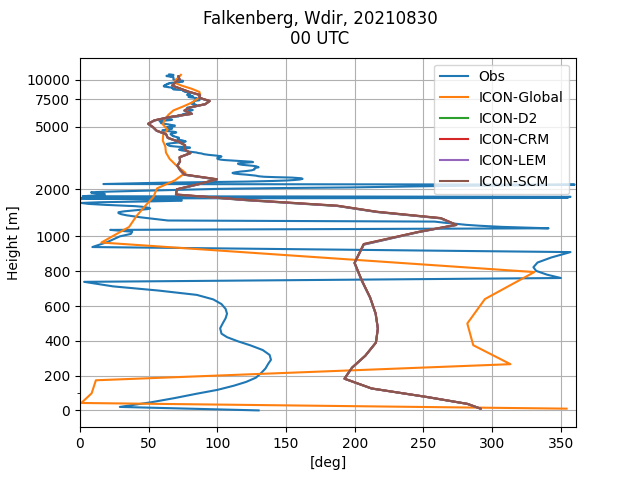 Falkenberg, Wdir, 20210830
00 UTC
Obs
ICON-Global
ICON-D2
ICON-CRM
ICON-LEM
ICON-SCM
10000
7500
5000
2000
1000
800
600
400
200
0
Height [m]
0 50 100 150 200 250 300 350
[deg]